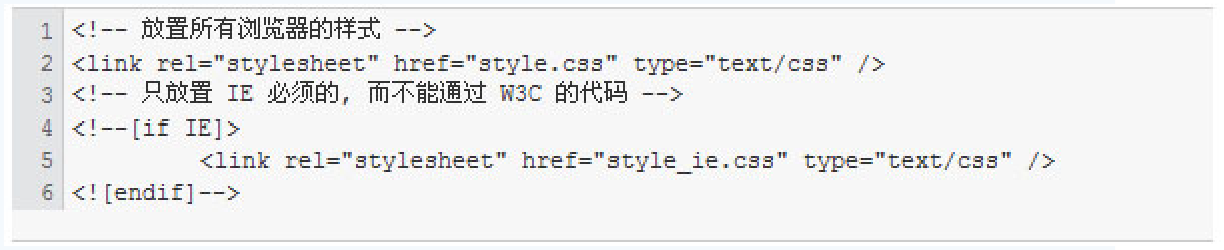 1 <!-- 放置所有浏览器的样式 -->
2 <link rel="stylesheet" href="style.css" type="text/css" />
3 <!-- 只放置 IE 必须的, 而不能通过 W3C 的代码 -->
4 <!--[if IE]>
5         <link rel="stylesheet" href="style_ie.css" type="text/css" />
6 <![endif]-->